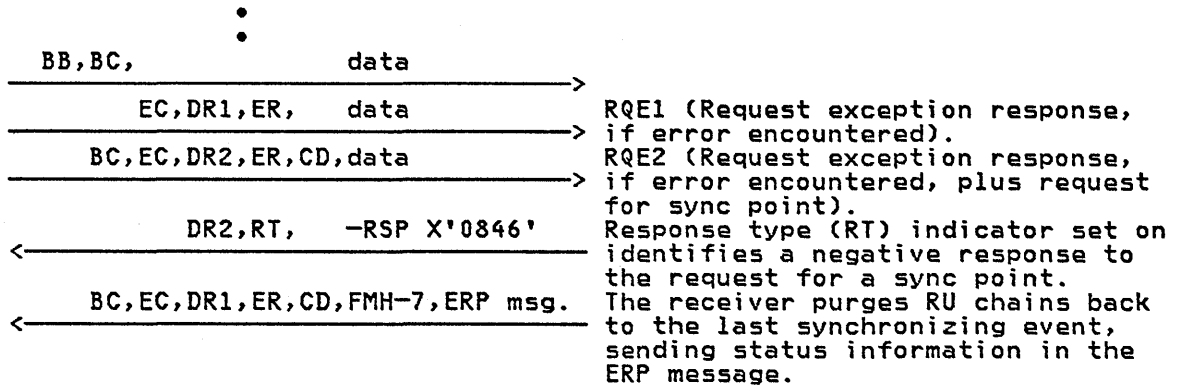 BB,BC, data
EC,DR1,ER, data
RQE1 (Request exception response,
if error encountered).
BC,EC,DR2,ER,CD,data
RQE2 (Request exception response,
if error encountered, plus request
for sync point).
DR2,RT, -RSP X'0846'
Response type (RT) indicator set on
identifies a negative response to
the request for a sync point.
BC,EC,DR1,ER,CD,FMH-7,ERP msg.
The receiver purges RU chains back
to the last synchronizing event,
sending status information in the
ERP message.